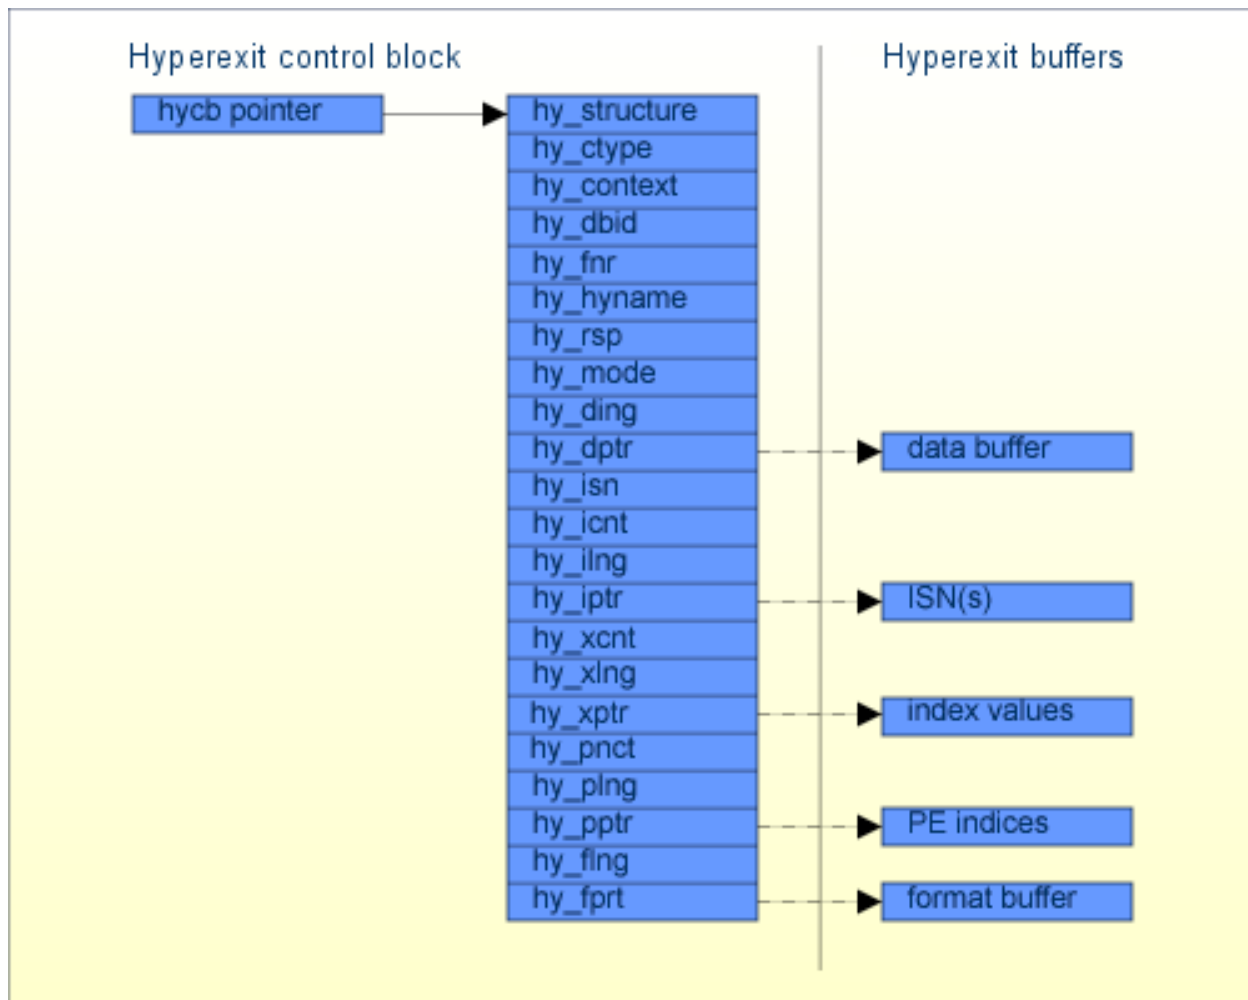 Hyperexit control block
Hyperexit buffers
hycb pointer
hy_structure
hy_ctype
hy_context
hy_dbid
hy_fnr
hy_hyname
hy_rsp
hy_mode
hy_ding
hy_dptr
data buffer
hy_isn
hy_icnt
hy_ilng
hy_iptr
ISN(s)
hy_xcnt
hy_xlng
hy_xptr
index values
hy_pnct
hy_plng
hy_pptr
PE indices
hy_flng
hy_fprt
format buffer